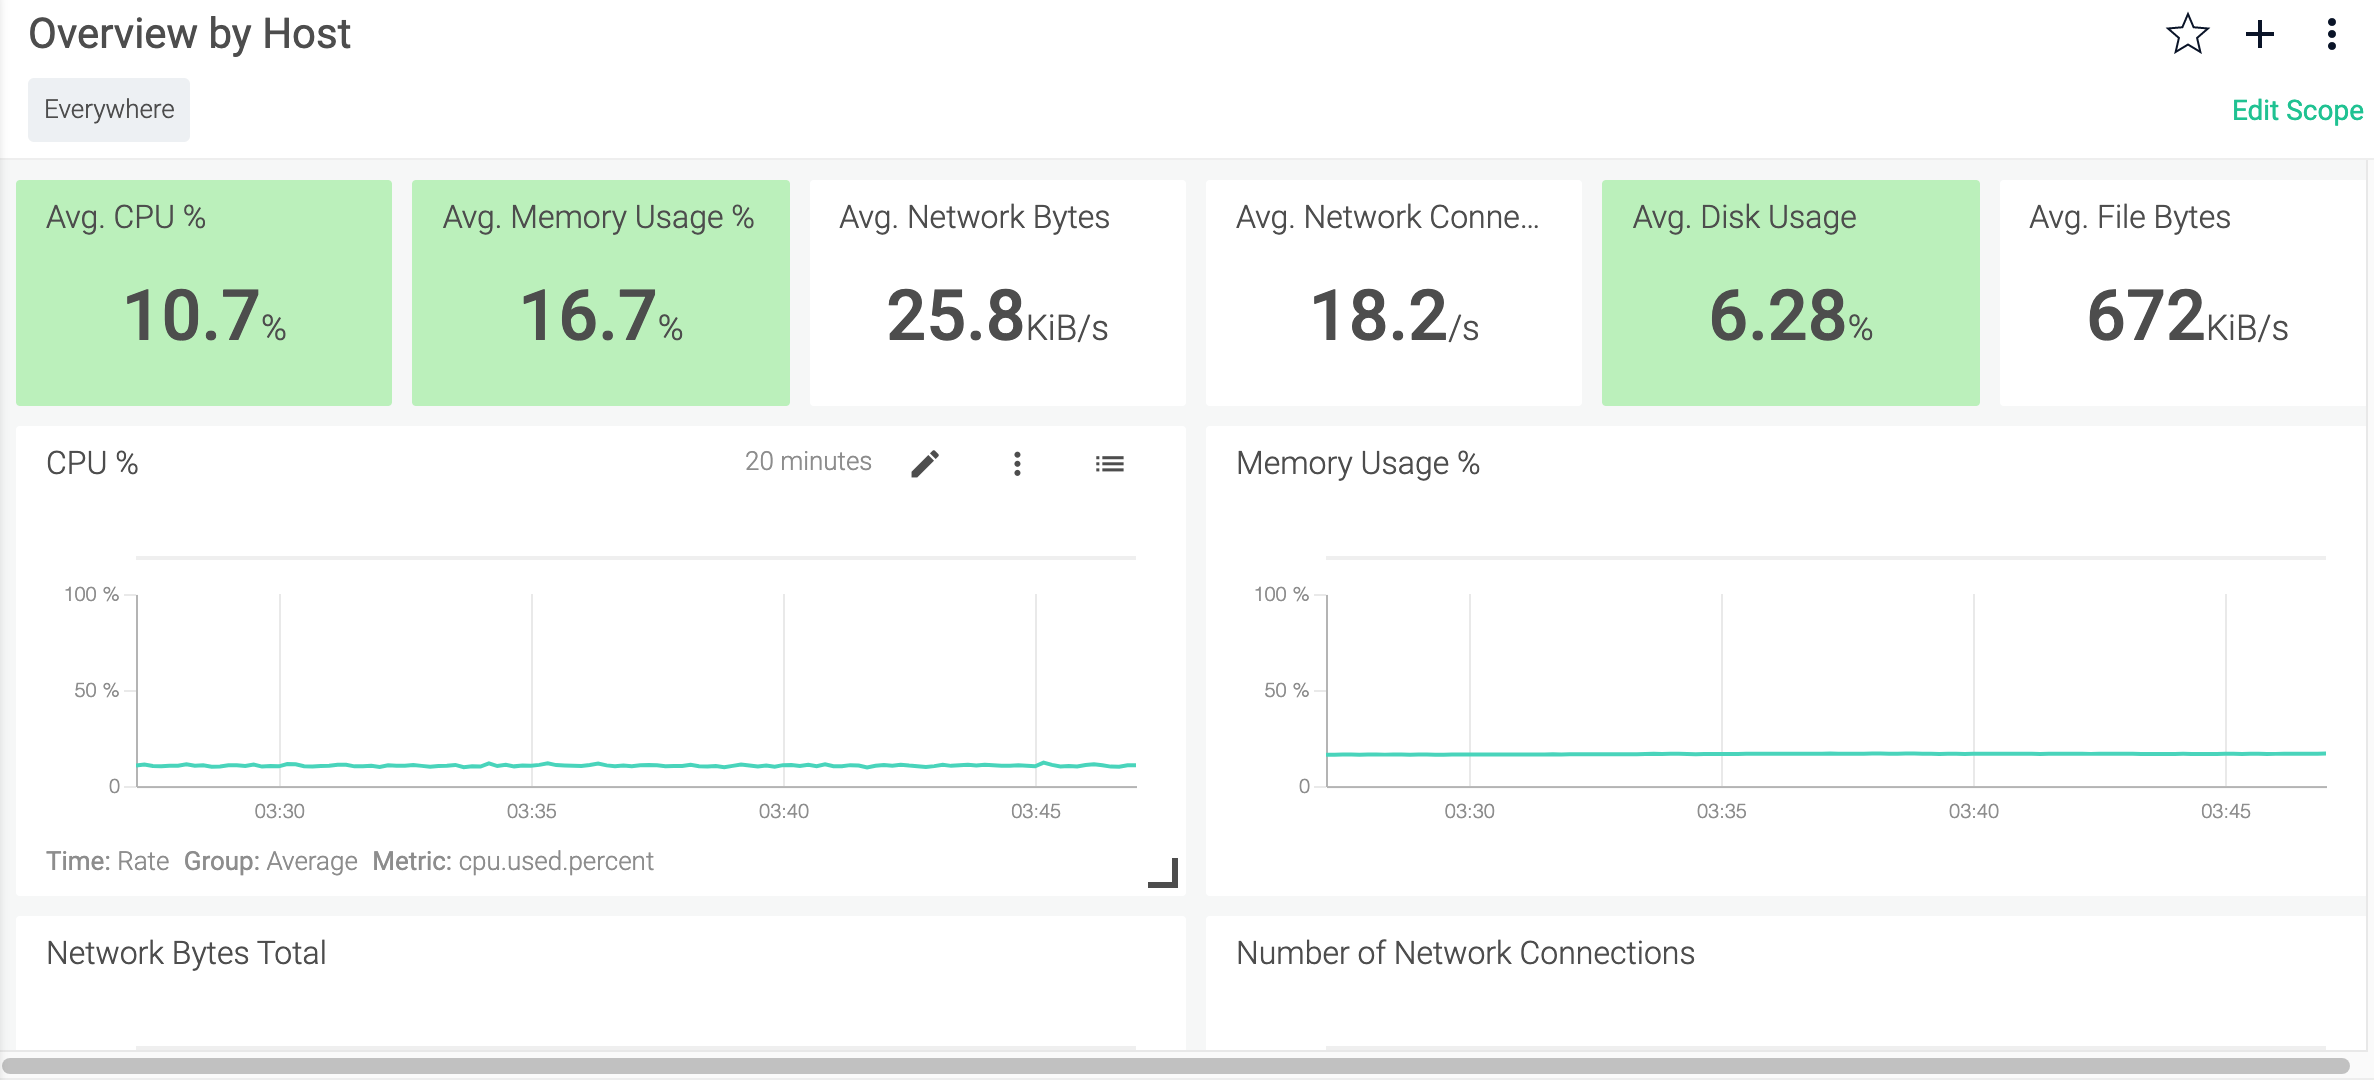 Overview by Host
Everywhere
Edit Scope
Avg. CPU %
10.7%
Avg. Memory Usage %
16.7%
Avg. Network Bytes
25.8KiB/s
Avg. Network Conne...
18.2/s
Avg. Disk Usage
6.28%
Avg. File Bytes
672KiB/s
CPU %
20 minutes
100 %
50 %
0
03:30 03:35 03:40 03:45
Time: Rate Group: Average Metric: cpu.used.percent
Memory Usage %
100 %
50 %
0
03:30 03:35 03:40 03:45
Network Bytes Total
Number of Network Connections